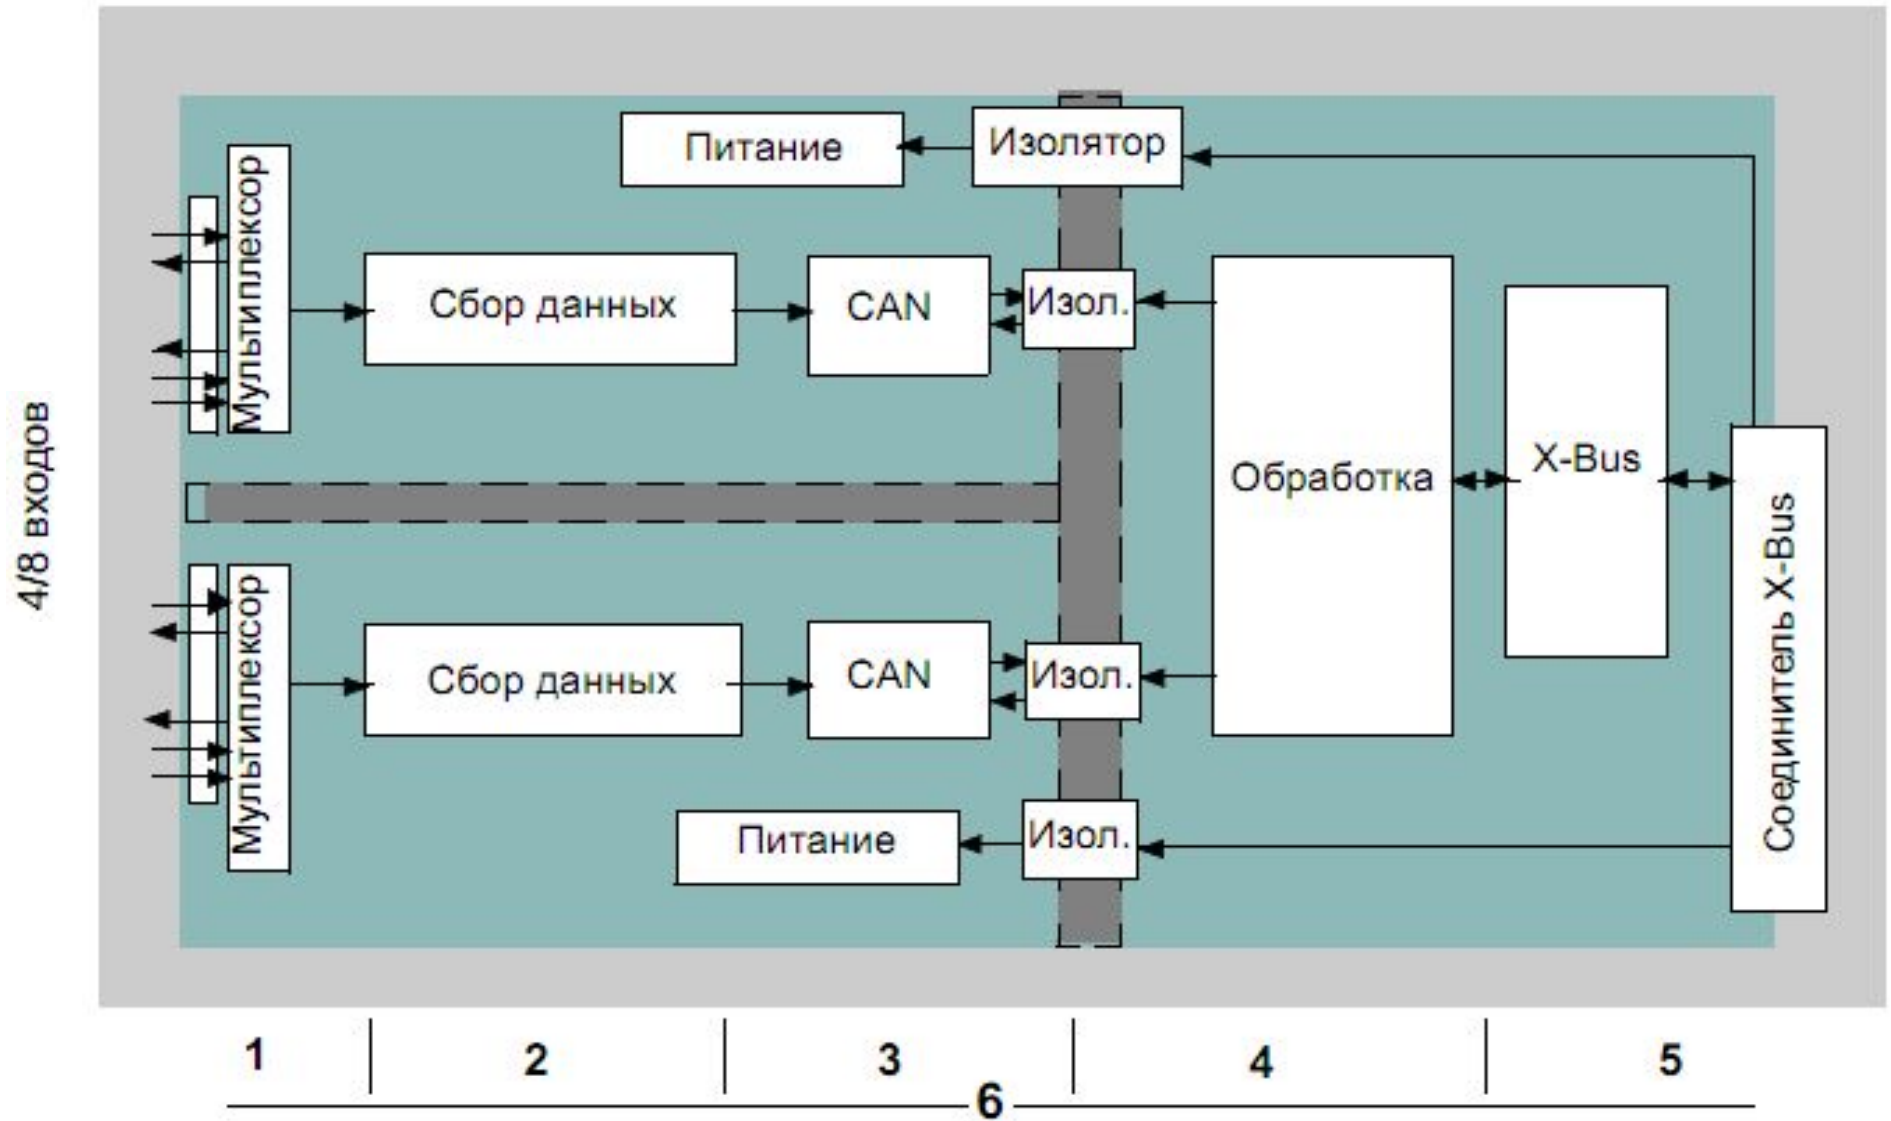 Питание
Изолятор
Мультиплексор
Сбор данных
CAN
Изол.
Обработка
X-Bus
4/8 входов
Соединитель X-Bus
Мультиплексор
Сбор данных
CAN
Изол.
Питание
Изол.
1
2
3
4
5
6